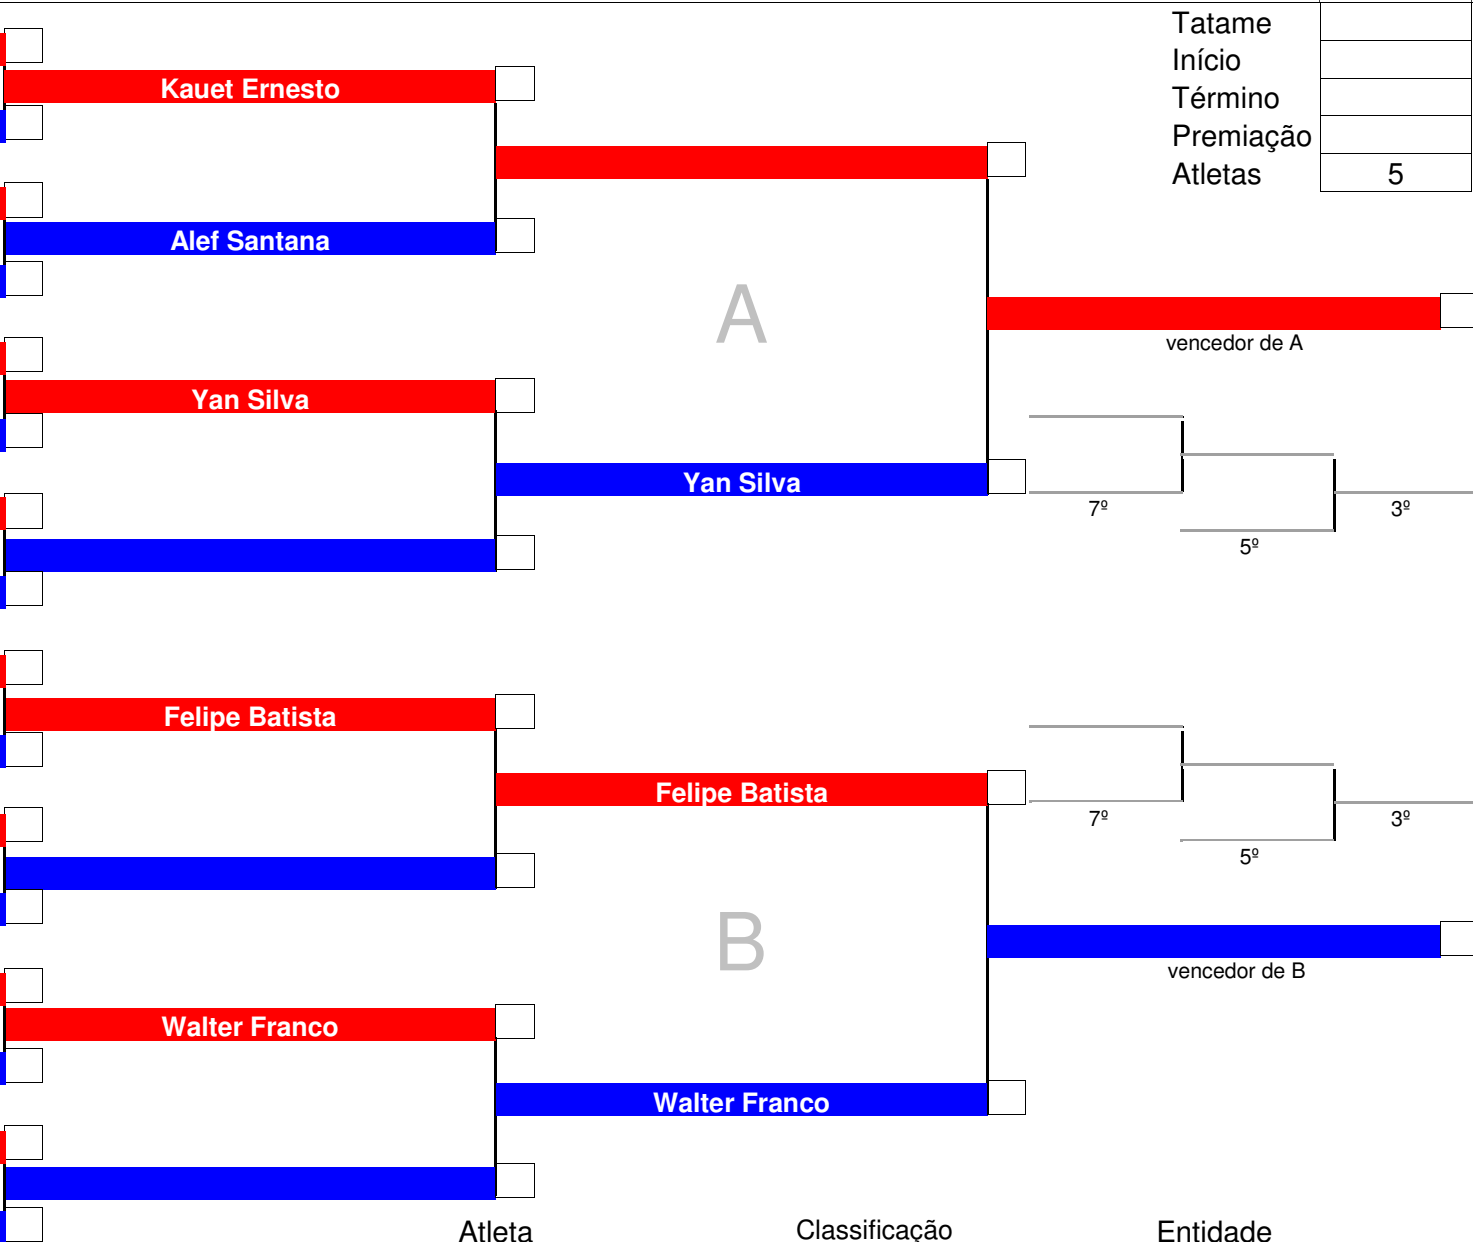 Tatame
Início
Término
Premiação
Atletas 5
Kauet Ernesto
Alef Santana
A
vencedor de A
Yan Silva
Yan Silva
7º
3º
5º
Felipe Batista
Felipe Batista
7º
3º
5º
B
vencedor de B
Walter Franco
Walter Franco
Atleta Classificação Entidade